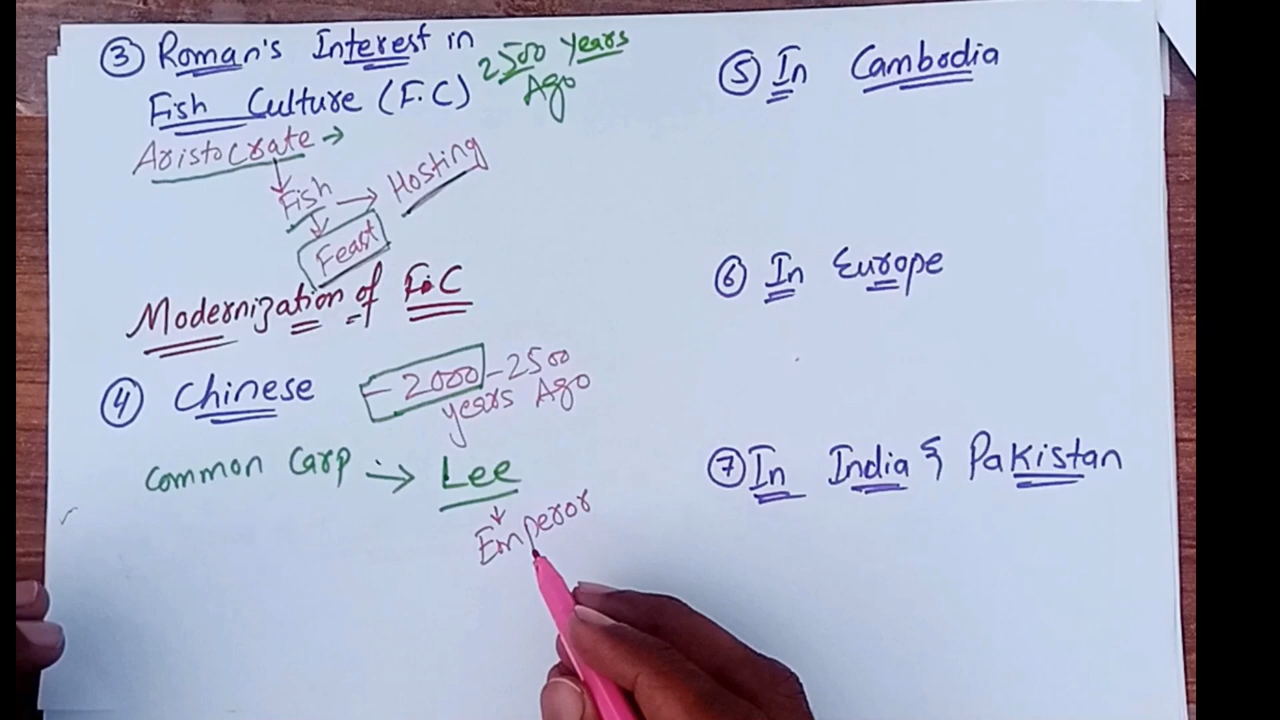 ③ Roman's Interest in
Fish Culture (F.C)
2500 Years
Ago
Aristocrate →
Fish → Hosting
Feast
Modernization of F.C
④ Chinese
- 2000 - 2500
years Ago
Common Carp → Lee
Emperor
⑤ In Cambodia
⑥ In Europe
⑦ In India & Pakistan